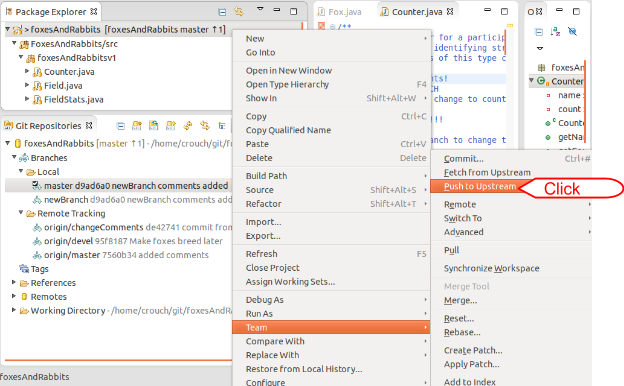 Package Explorer
> foxesAndRabbits [foxesAndRabbits master ↑1]
FoxesAndRabbits/src
foxesAndRabbitsv1
Counter.java
Field.java
FieldStats.java
Git Repositories
foxesAndRabbits [master ↑1] - /home/crouch/git/fox
Branches
Local
master d9ad6a0 newBranch comments added
newBranch d9ad6a0 newBranch comments add
Remote Tracking
origin/changeComments de42741 commit from
origin/devel 95f8187 Make foxes breed later
origin/master 7560b34 added comments
Tags
References
Remotes
Working Directory - /home/crouch/git/foxesAndRa
foxesAndRabbits
New
Go Into
Open in New Window
Open Type Hierarchy F4
Show In Shift+Alt+W
Copy Ctrl+C
Copy Qualified Name
Paste Ctrl+V
Delete Delete
Build Path
Source Shift+Alt+S
Refactor Shift+Alt+T
Import...
Export...
Refresh F5
Close Project
Assign Working Sets...
Debug As
Run As
Team
Compare With
Replace With
Restore from Local History...
Configure
Fox.java
Counter.java
/**
for a particip
identifying str
s of this type c
nts!
CH
change to count
!!!
anch to change t
Commit... Ctrl+#
Fetch from Upstream
Push to Upstream
Remote
Switch To
Advanced
Pull
Synchronize Workspace
Merge Tool
Merge...
Reset...
Rebase...
Create Patch...
Apply Patch...
Add to Index
Click
O
foxesAn
Counter
name :
count :
Counte
getNa